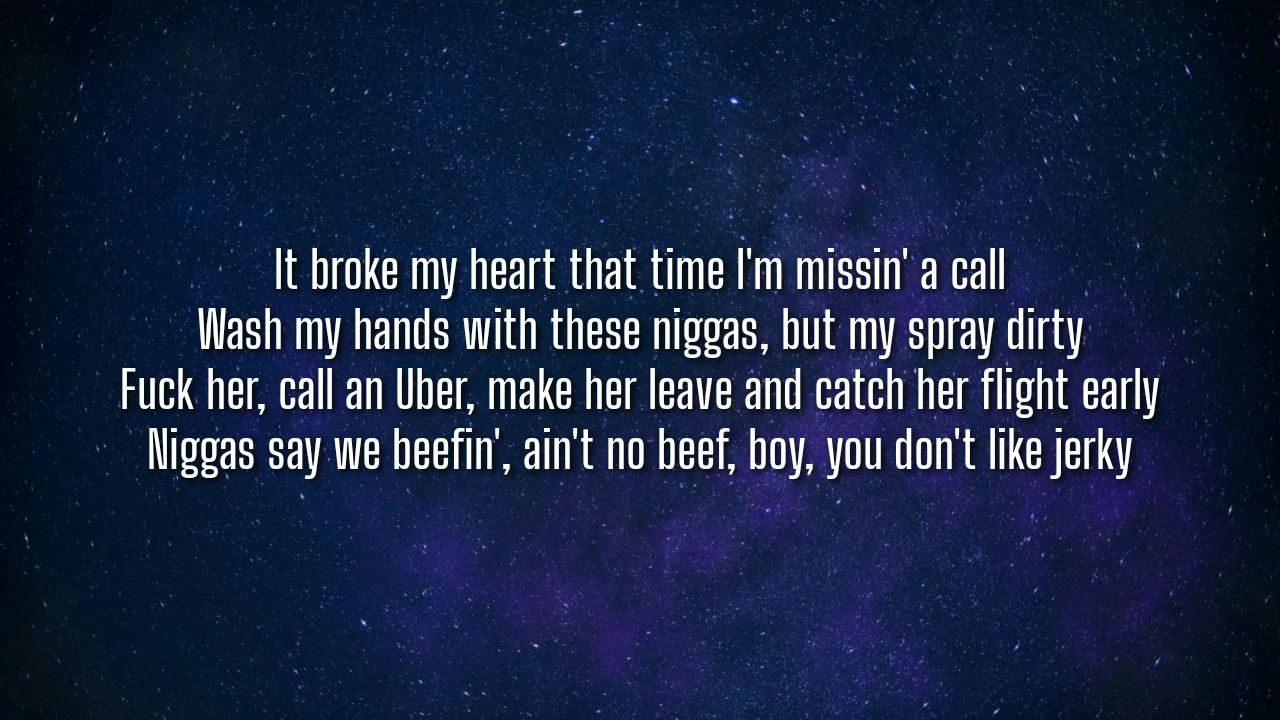 It broke my heart that time I'm missin' a call
Wash my hands with these niggas, but my spray dirty
Fuck her, call an Uber, make her leave and catch her flight early
Niggas say we beefin', ain't no beef, boy, you don't like jerky